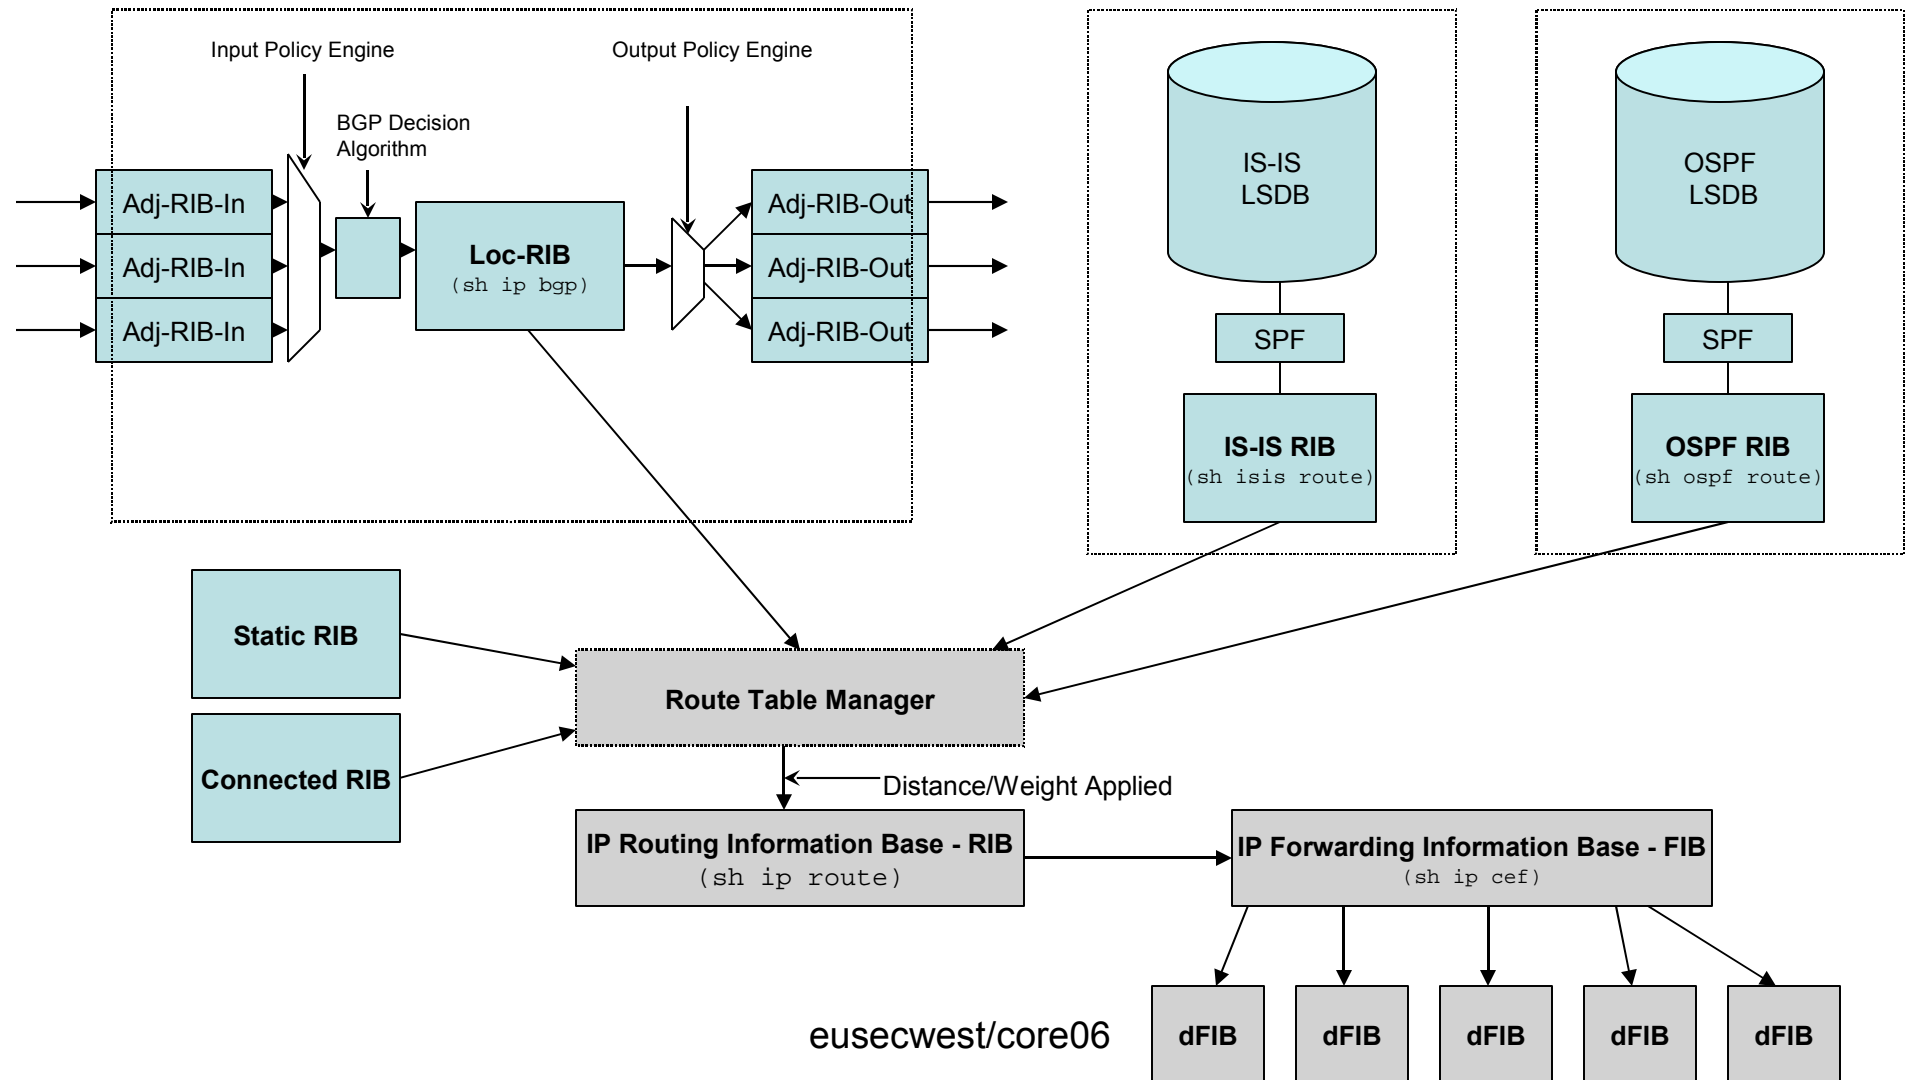 Input Policy Engine
Output Policy Engine
BGP Decision
Algorithm
Adj-RIB-In
Adj-RIB-In
Adj-RIB-In
Loc-RIB
(sh ip bgp)
Adj-RIB-Out
Adj-RIB-Out
Adj-RIB-Out
IS-IS
LSDB
SPF
IS-IS RIB
(sh isis route)
OSPF
LSDB
SPF
OSPF RIB
(sh ospf route)
Static RIB
Connected RIB
Route Table Manager
Distance/Weight Applied
IP Routing Information Base - RIB
(sh ip route)
IP Forwarding Information Base - FIB
(sh ip cef)
eusecwest/core06
dFIB
dFIB
dFIB
dFIB
dFIB